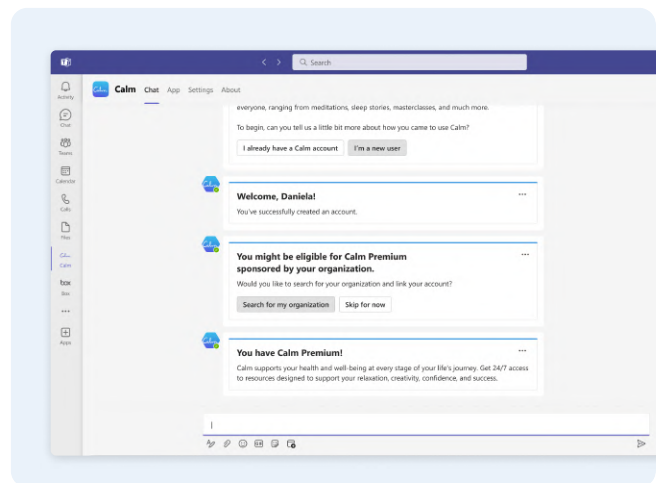 Search
Activity
Chat
Teams
Calendar
Calls
Files
Calm
box
Box
Apps
Calm Chat App Settings About
everyone, ranging from meditations, sleep stories, masterclasses, and much more.
To begin, can you tell us a little bit more about how you came to use Calm?
I already have a Calm account I'm a new user
Welcome, Daniela!
You've successfully created an account.
You might be eligible for Calm Premium
sponsored by your organization.
Would you like to search for your organization and link your account?
Search for my organization Skip for now
You have Calm Premium!
Calm supports your health and well-being at every stage of your life's journey. Get 24/7 access
to resources designed to support your relaxation, creativity, confidence, and success.